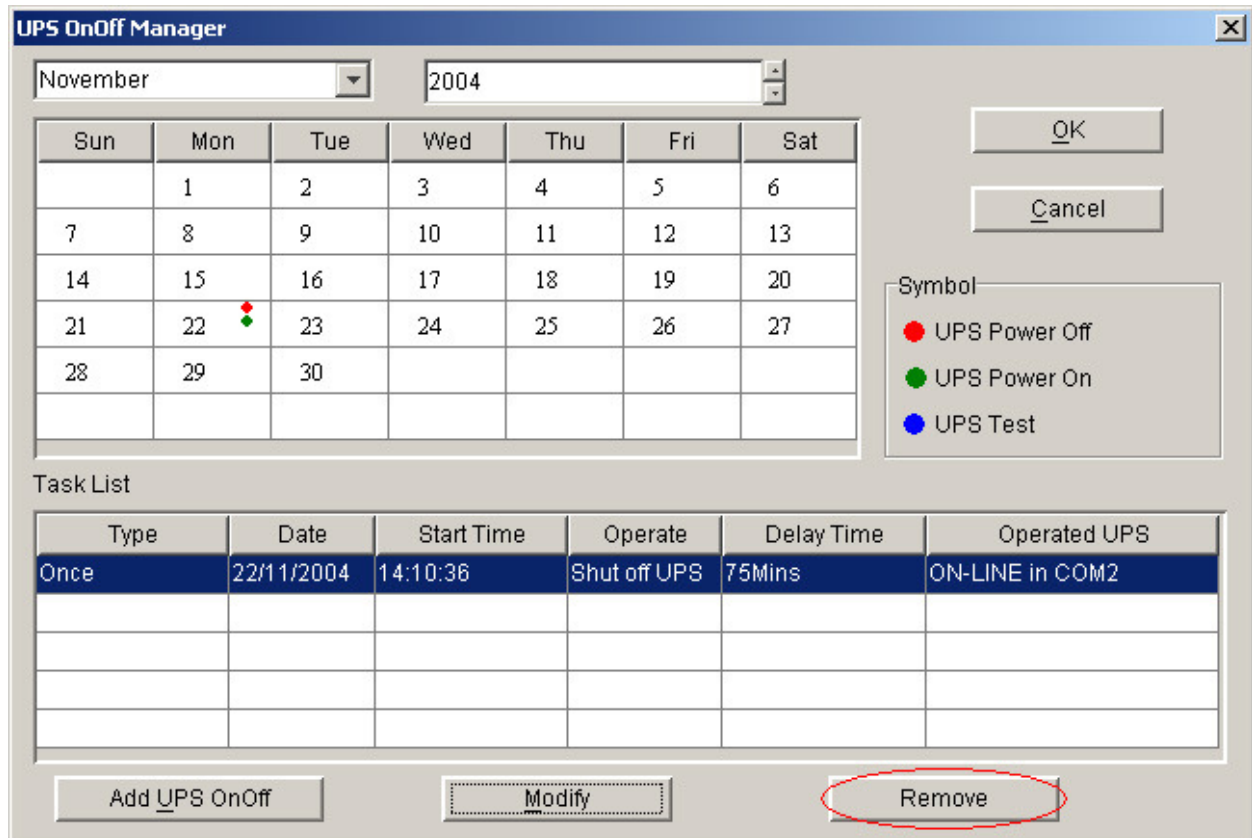 UPS OnOff Manager
November 2004
OK
Cancel
Sun Mon Tue Wed Thu Fri Sat
1 2 3 4 5 6
7 8 9 10 11 12 13
14 15 16 17 18 19 20
21 22 23 24 25 26 27
28 29 30
Symbol
UPS Power Off
UPS Power On
UPS Test
Task List
Type Date Start Time Operate Delay Time Operated UPS
Once 22/11/2004 14:10:36 Shut off UPS 75Mins ON-LINE in COM2
Add UPS OnOff Modify Remove